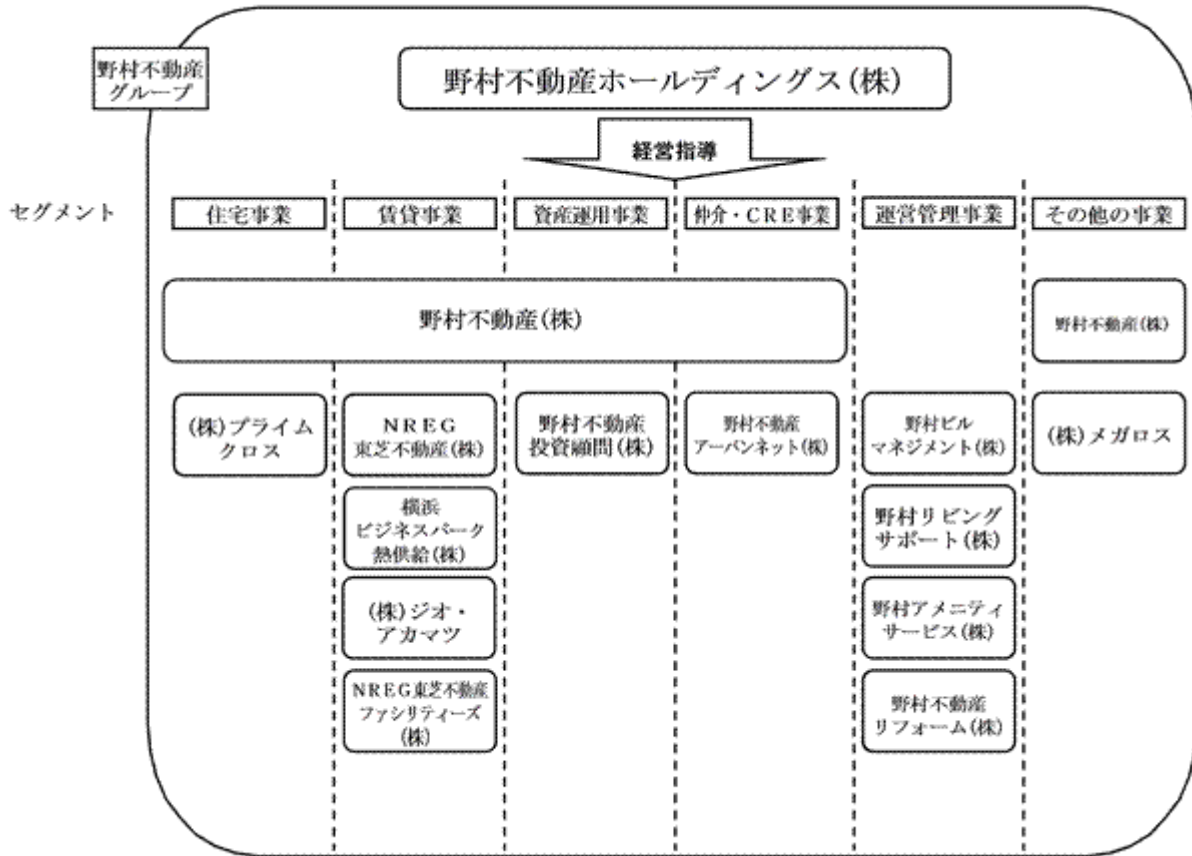 野村不動産
グループ
野村不動産ホールディングス(株)
経営指導
セグメント
住宅事業
賃貸事業
資産運用事業
仲介・CRE事業
運営管理事業
その他の事業
野村不動産(株)
野村不動産(株)
(株)プライム
クロス
NREG
東芝不動産(株)
野村不動産
投資顧問(株)
野村不動産
アーバンネット(株)
野村ビル
マネジメント(株)
(株)メガロス
横浜
ビジネスパーク
熱供給(株)
野村リビング
サポート(株)
(株)ジオ・
アカマツ
野村アメニティ
サービス(株)
NREG東芝不動産
ファシリティーズ
(株)
野村不動産
リフォーム(株)